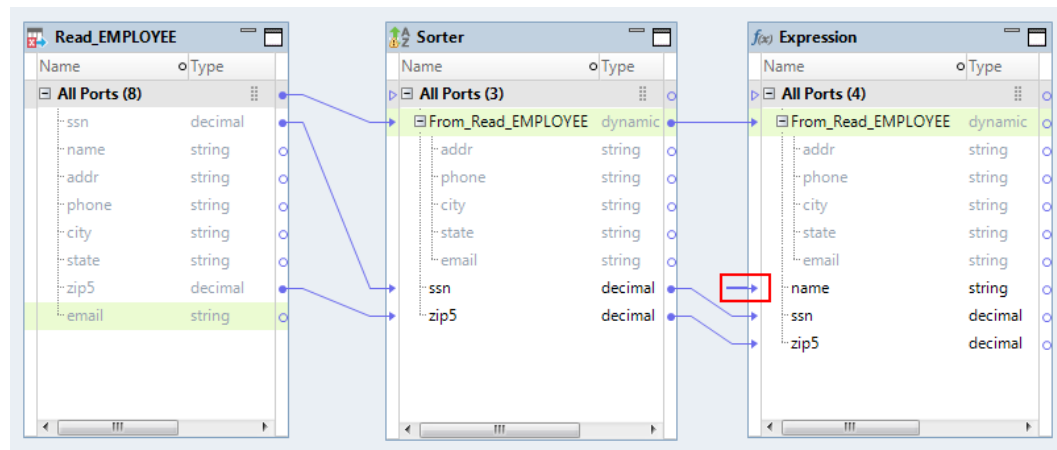 Read_EMPLOYEE
Name Type
All Ports (8)
ssn decimal
name string
addr string
phone string
city string
state string
zip5 decimal
email string
Sorter
Name Type
All Ports (3)
From_Read_EMPLOYEE dynamic
addr string
phone string
city string
state string
email string
ssn decimal
zip5 decimal
f(x) Expression
Name Type
All Ports (4)
From_Read_EMPLOYEE dynamic
addr string
phone string
city string
state string
email string
name string
ssn decimal
zip5 decimal